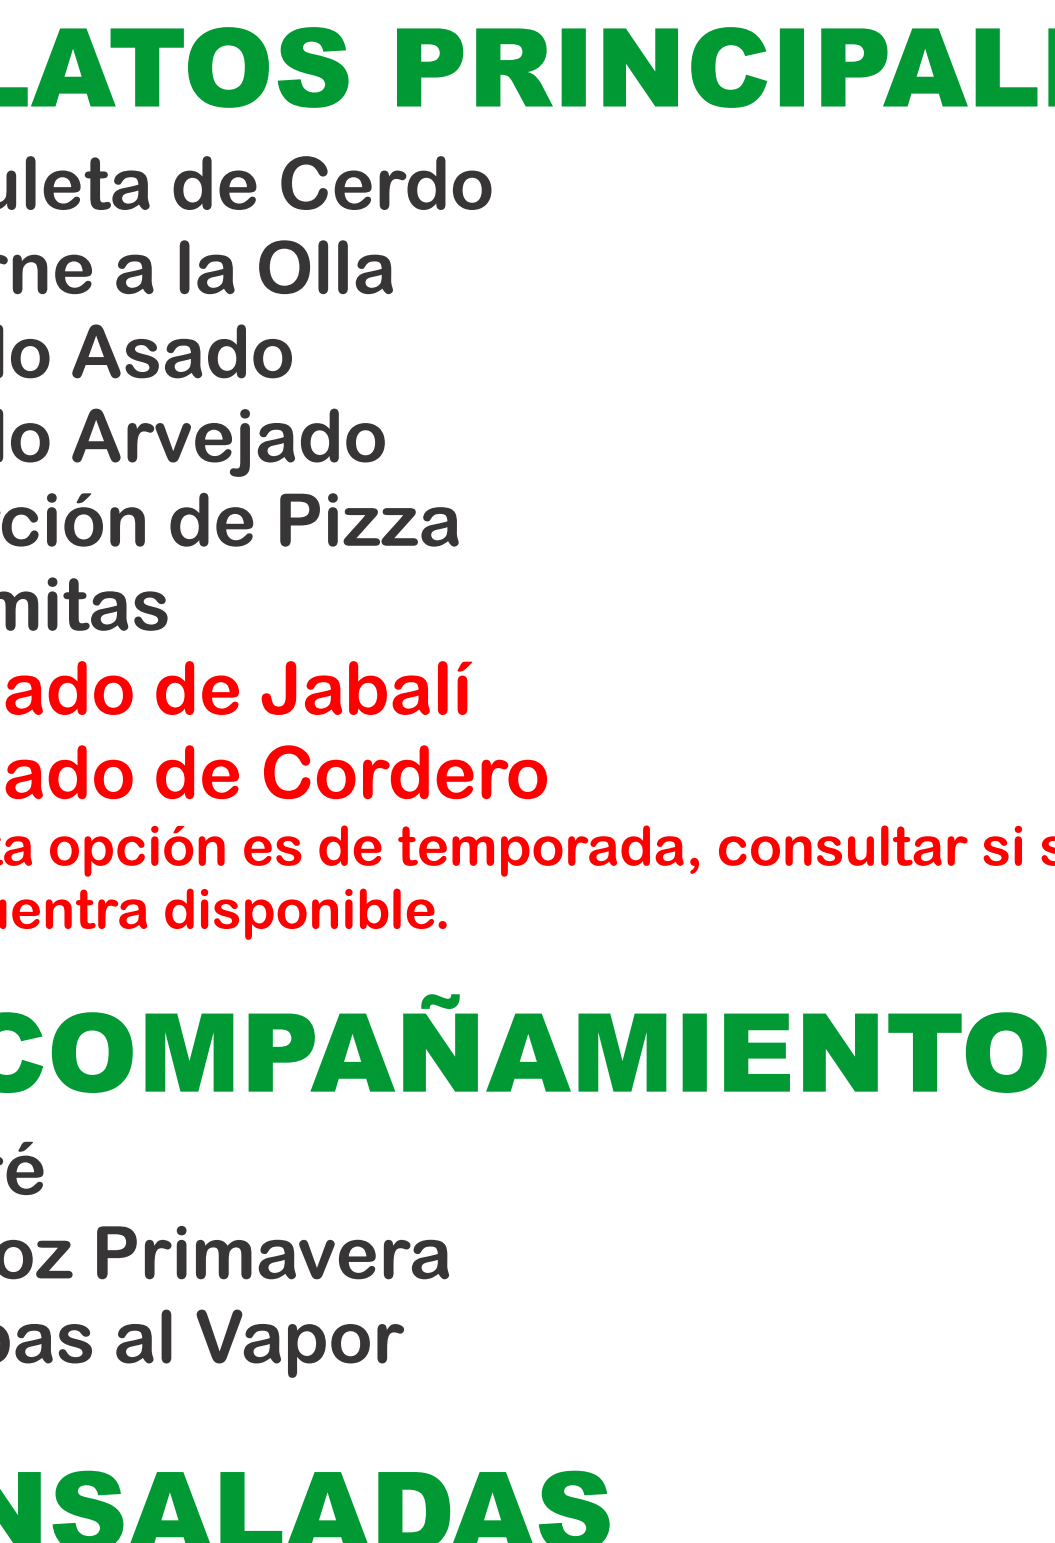 LATOS PRINCIPALE
uleta de Cerdo
rne a la Olla
lo Asado
lo Arvejado
ción de Pizza
mitas
ado de Jabalí
ado de Cordero
ta opción es de temporada, consultar si s
uentra disponible.
COMPAÑAMIENTO
ré
oz Primavera
pas al Vapor
NSALADAS